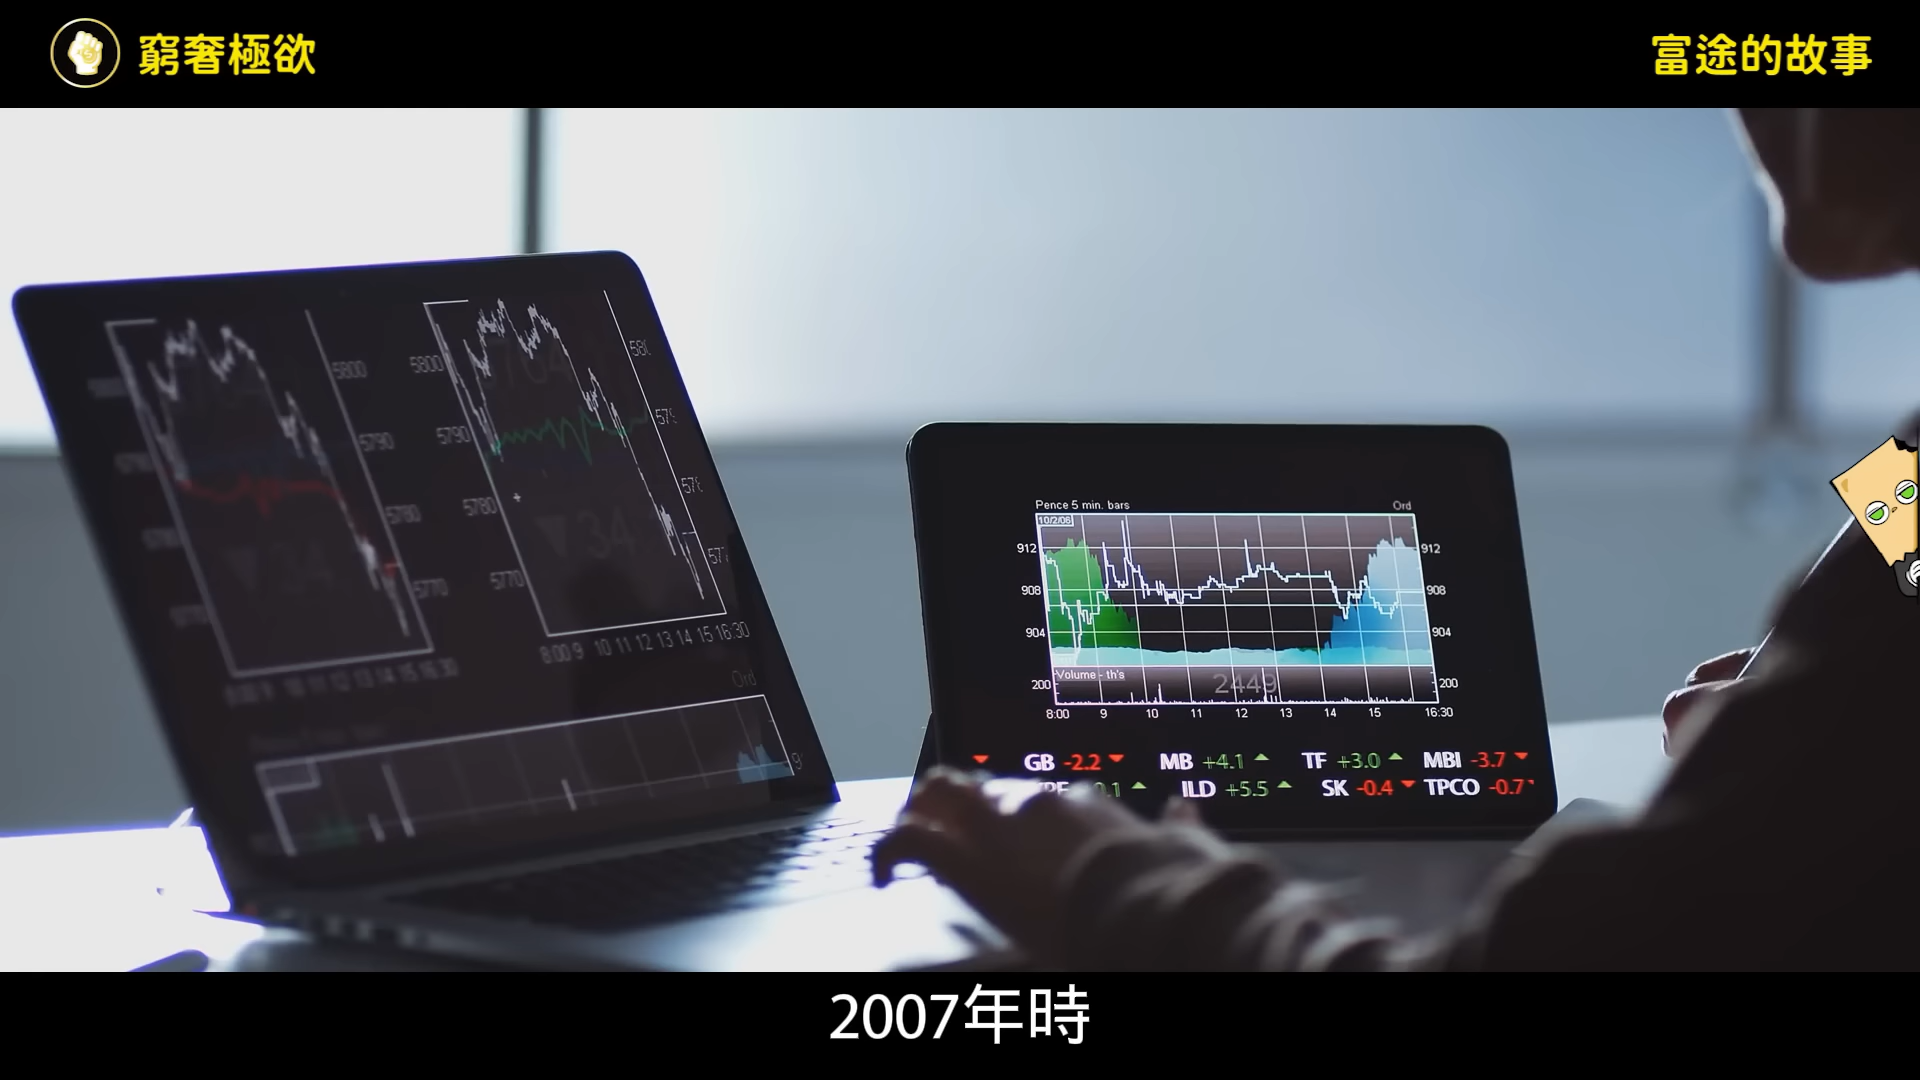 窮奢極欲
富途的故事
5800
5800
5790
5790
5780
5780
5770
5770
8:00 9 10 11 12 13 14 15 16:30
Ord
Pence 5 min. bars
Ord
10/2/06
912
912
908
908
904
904
Volume - th's
2449
200
200
8:00 9 10 11 12 13 14 15 16:30
GB -2.2 MB +4.1 TF +3.0 MBI -3.7
ILD +5.5 SK -0.4 TPCO -0.7
2007年時